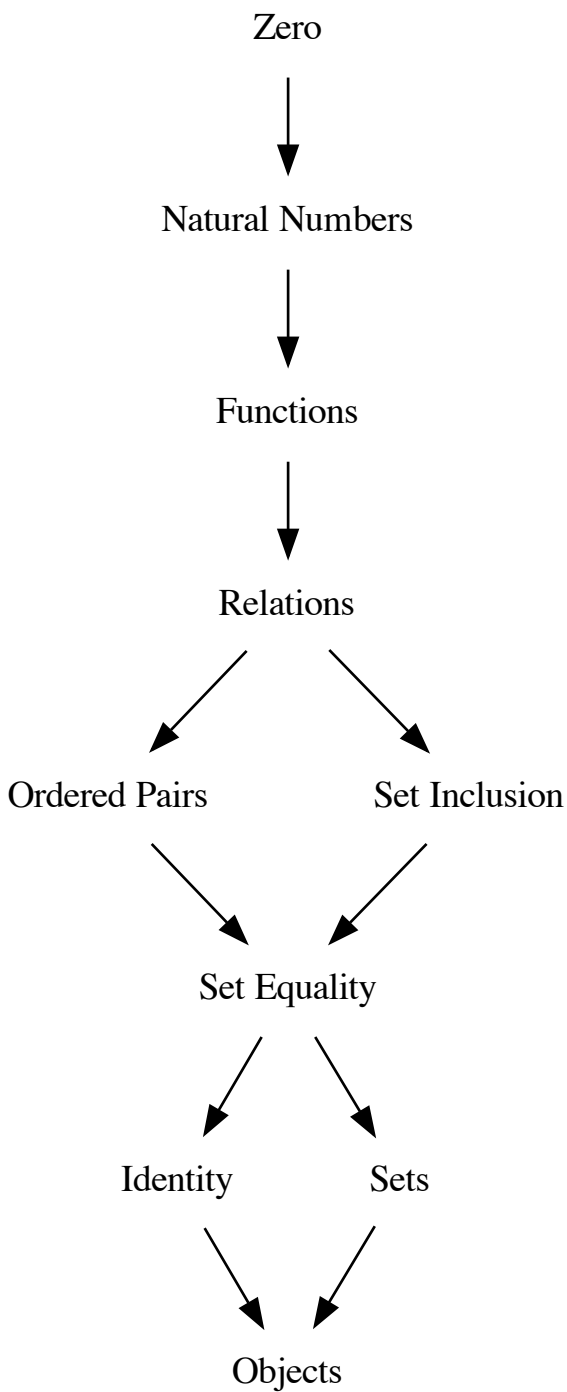 Zero
Natural Numbers
Functions
Relations
Ordered Pairs
Set Inclusion
Set Equality
Identity
Sets
Objects